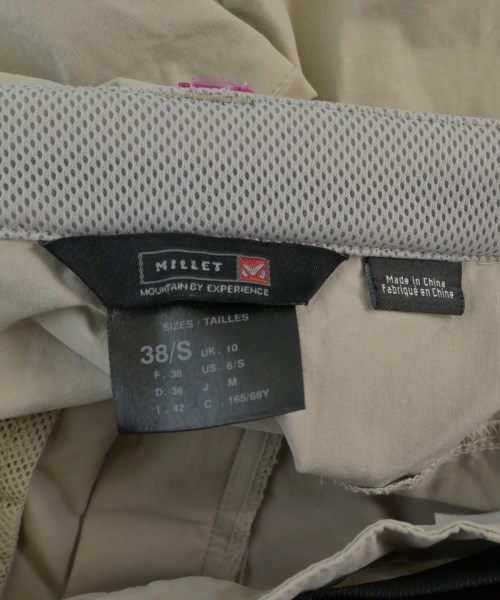 MILLET
MOUNTAIN BY EXPERIENCE
Made in China
Fabriqué en Chine
SIZES / TAILLES
38/S UK . 10
F . 38 US . 6/S
D . 36 J . M
I . 42 C . 165/68Y